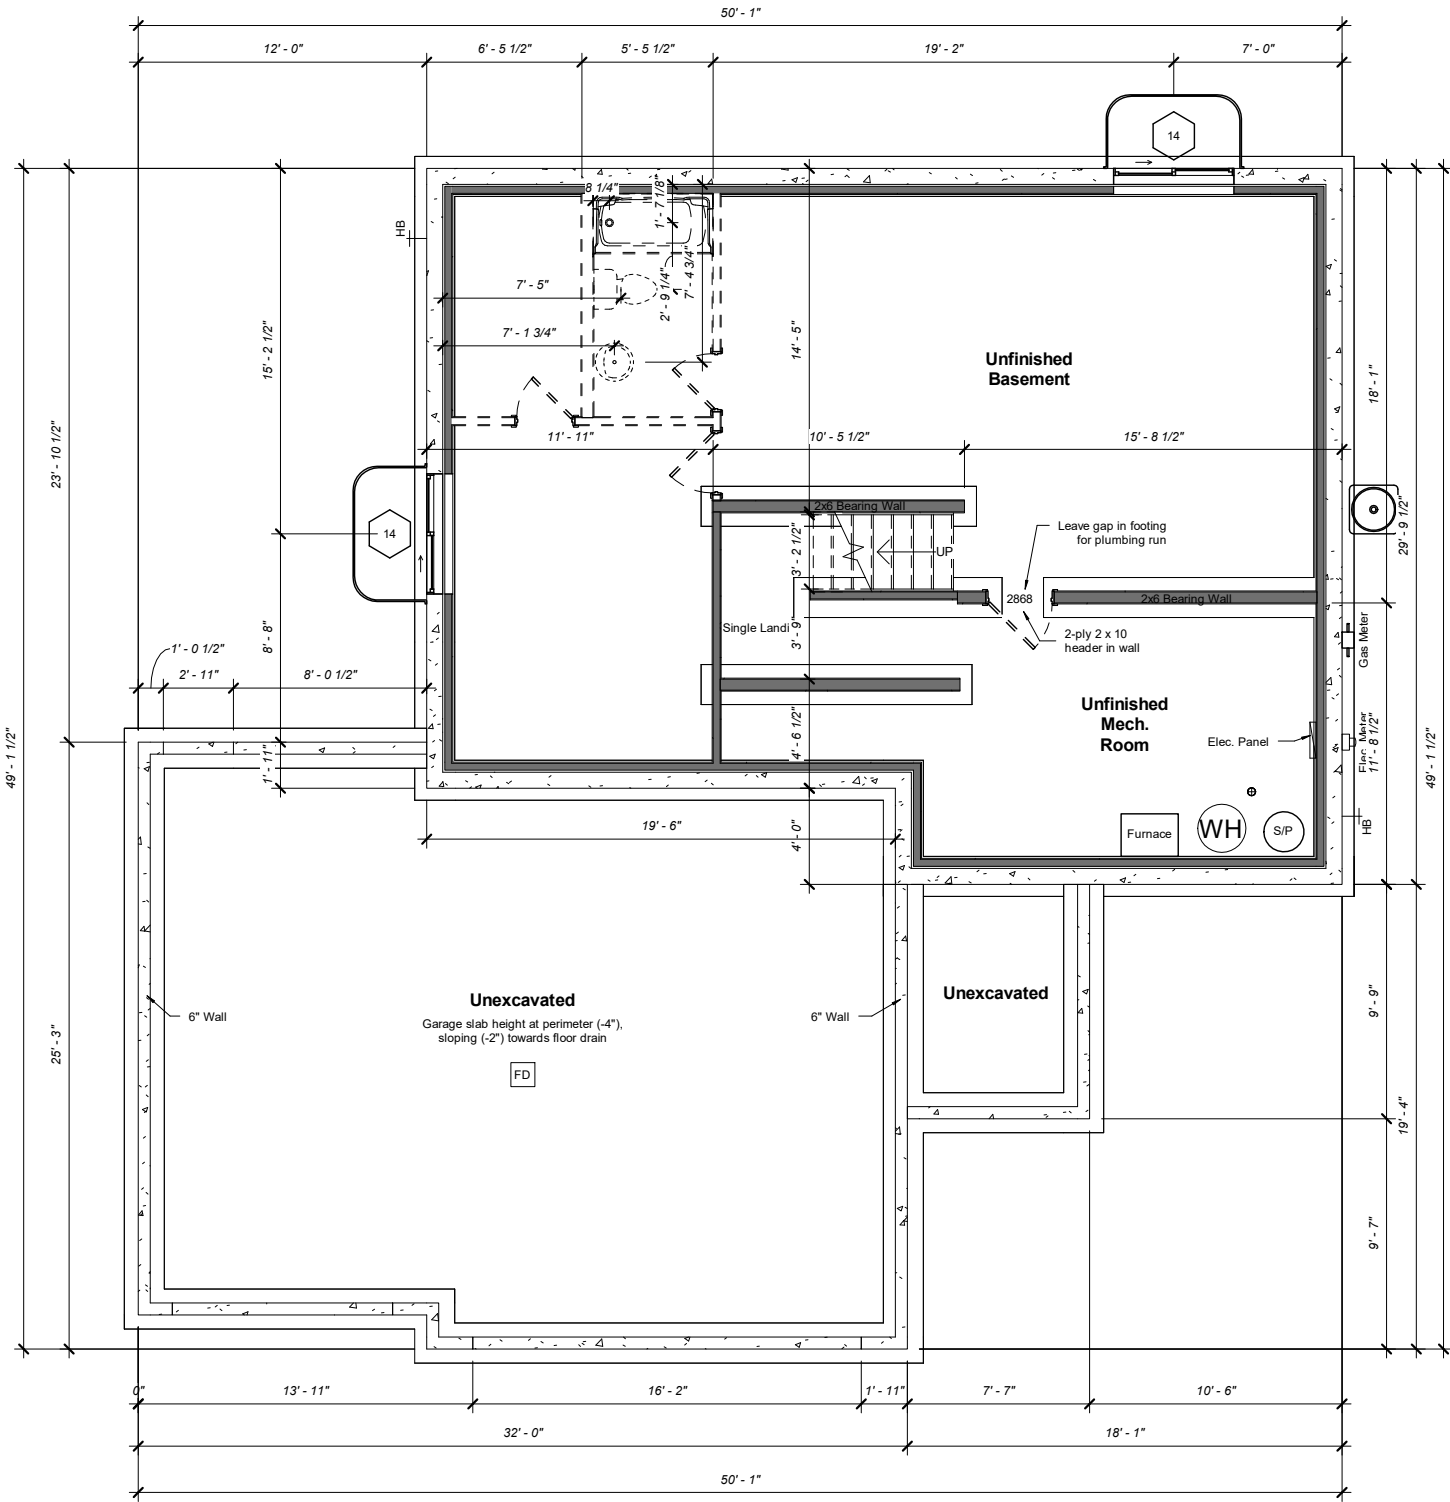 50' - 1"
12' - 0"
6' - 5 1/2"
5' - 5 1/2"
19' - 2"
7' - 0"
14
8 1/4"
1' - 7 1/8"
HB
7' - 5"
2' - 9 1/4"
7' - 4 3/4"
7' - 1 3/4"
15' - 2 1/2"
14' - 5"
Unfinished
Basement
18' - 1"
23' - 10 1/2"
11' - 11"
10' - 5 1/2"
15' - 8 1/2"
2x6 Bearing Wall
14
3' - 2 1/2"
UP
Leave gap in footing
for plumbing run
29' - 9 1/2"
2868
2x6 Bearing Wall
Single Landi
3' - 9"
2-ply 2 x 10
header in wall
Gas Meter
8' - 8"
1' - 0 1/2"
2' - 11"
8' - 0 1/2"
Unfinished
Mech.
Room
4' - 6 1/2"
Elec. Panel
Elec. Meter
11' - 8 1/2"
49' - 1 1/2"
1' - 11"
49' - 1 1/2"
19' - 6"
4' - 0"
Furnace
WH
S/P
HB
Unexcavated
Garage slab height at perimeter (-4"),
sloping (-2") towards floor drain
FD
6" Wall
6" Wall
Unexcavated
9' - 9"
25' - 3"
19' - 4"
9' - 7"
0"
13' - 11"
16' - 2"
1' - 11"
7' - 7"
10' - 6"
32' - 0"
18' - 1"
50' - 1"